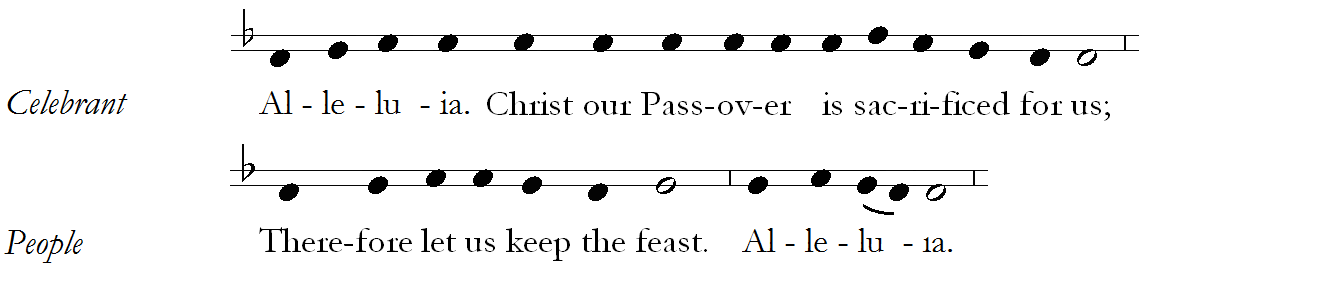 Celebrant Al - le - lu - ia. Christ our Pass-ov-er is sac-ri-ficed for us;
People There-fore let us keep the feast. Al - le - lu - ıa.